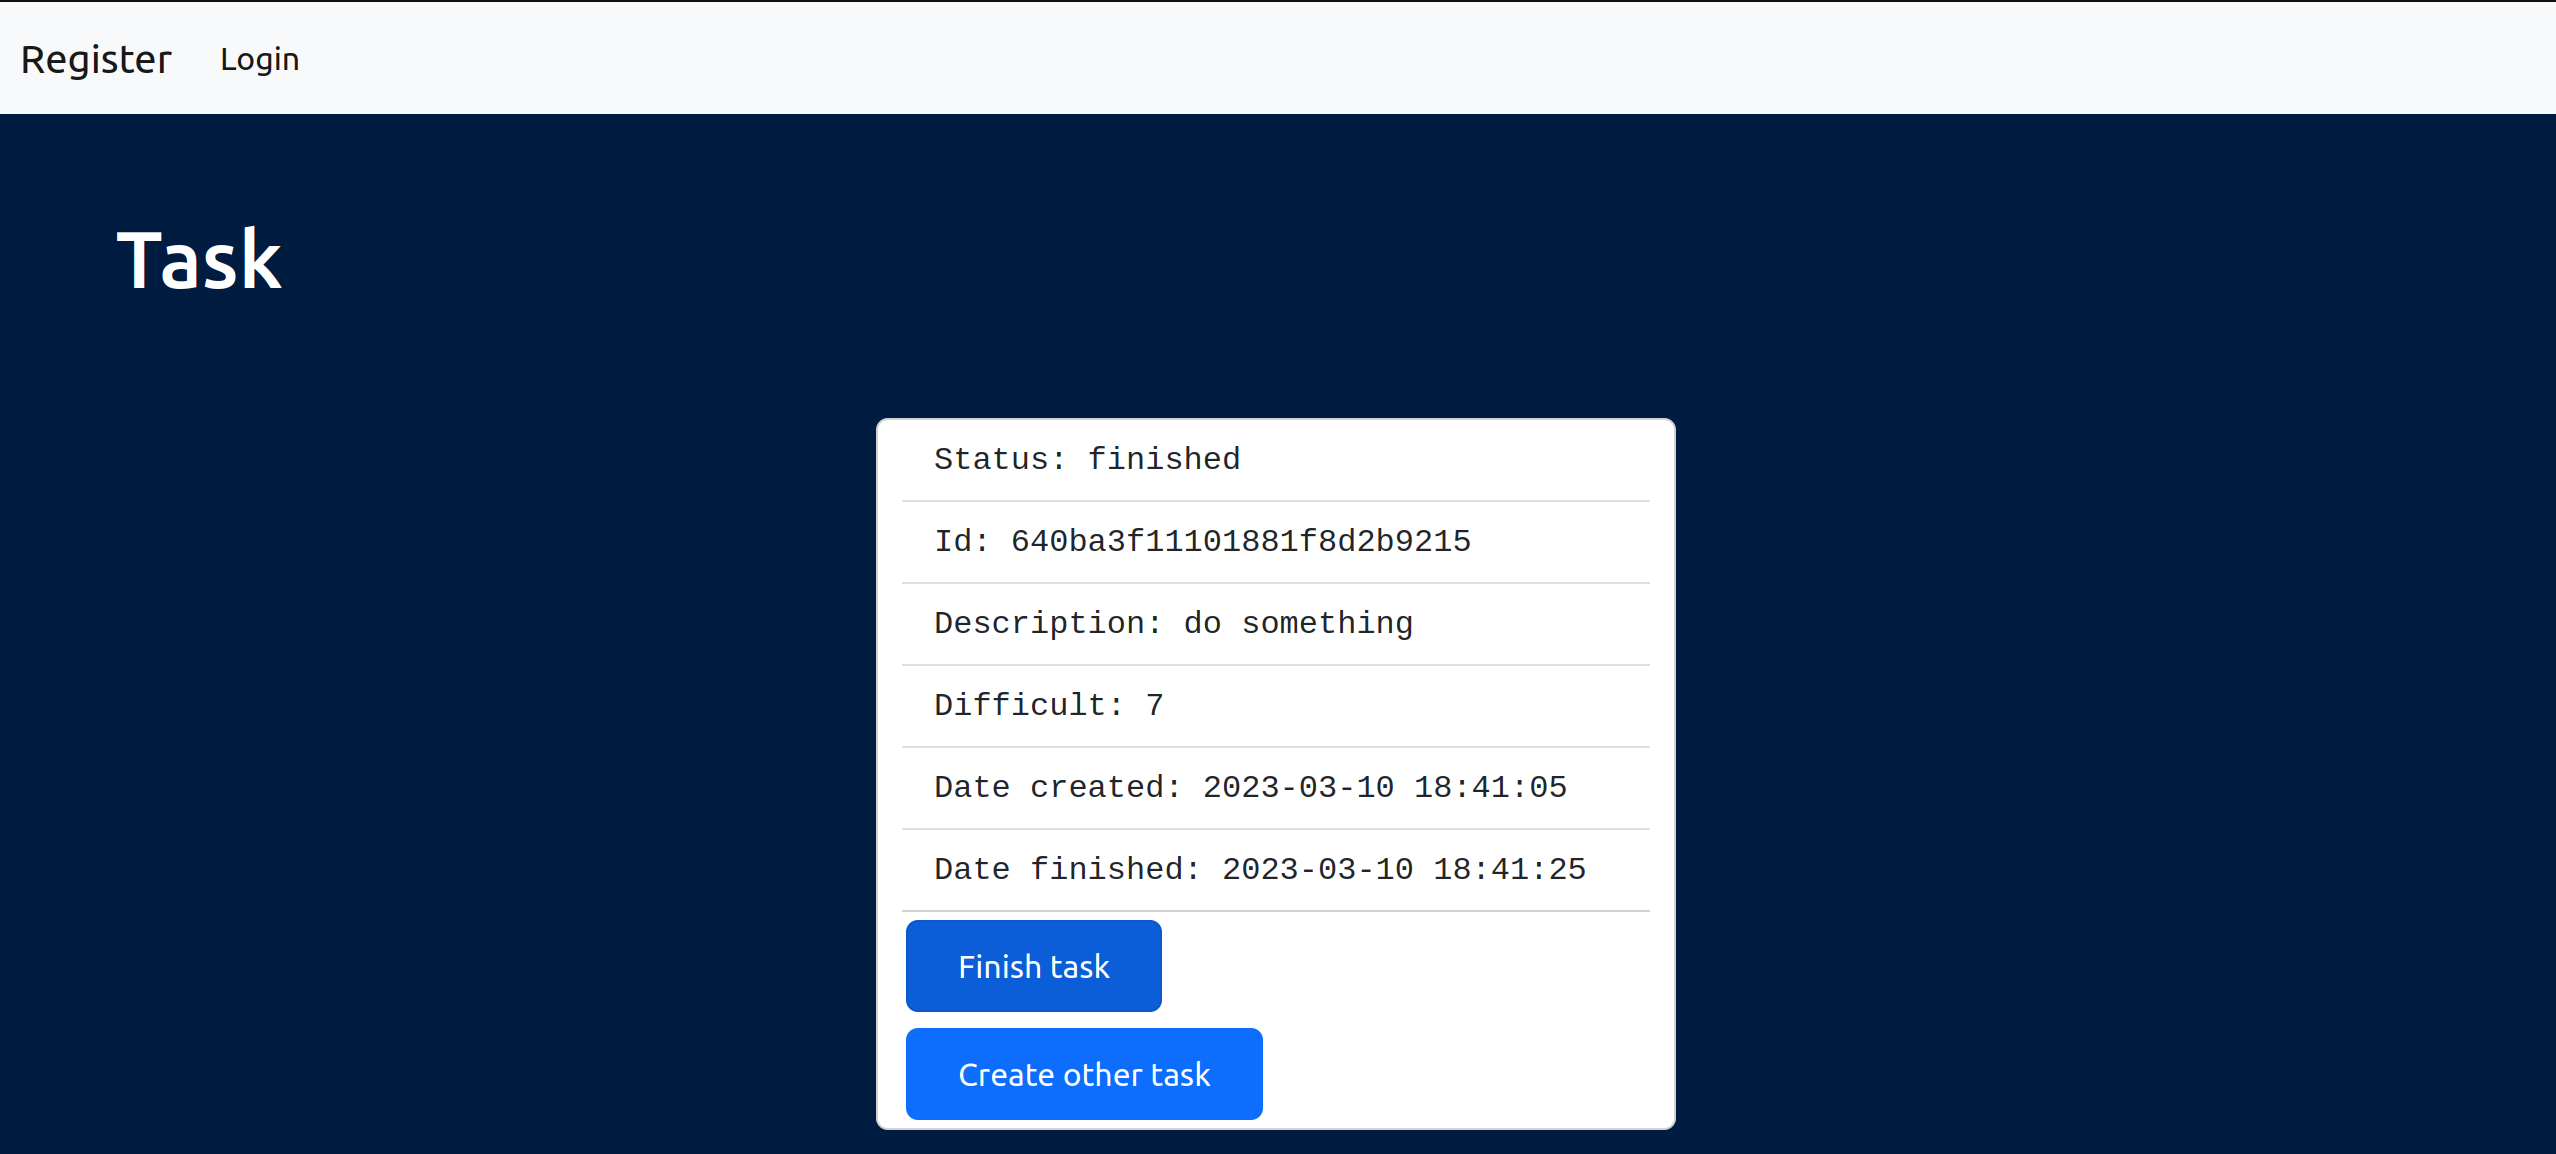 Register Login
Task
Status: finished
Id: 640ba3f11101881f8d2b9215
Description: do something
Difficult: 7
Date created: 2023-03-10 18:41:05
Date finished: 2023-03-10 18:41:25
Finish task
Create other task